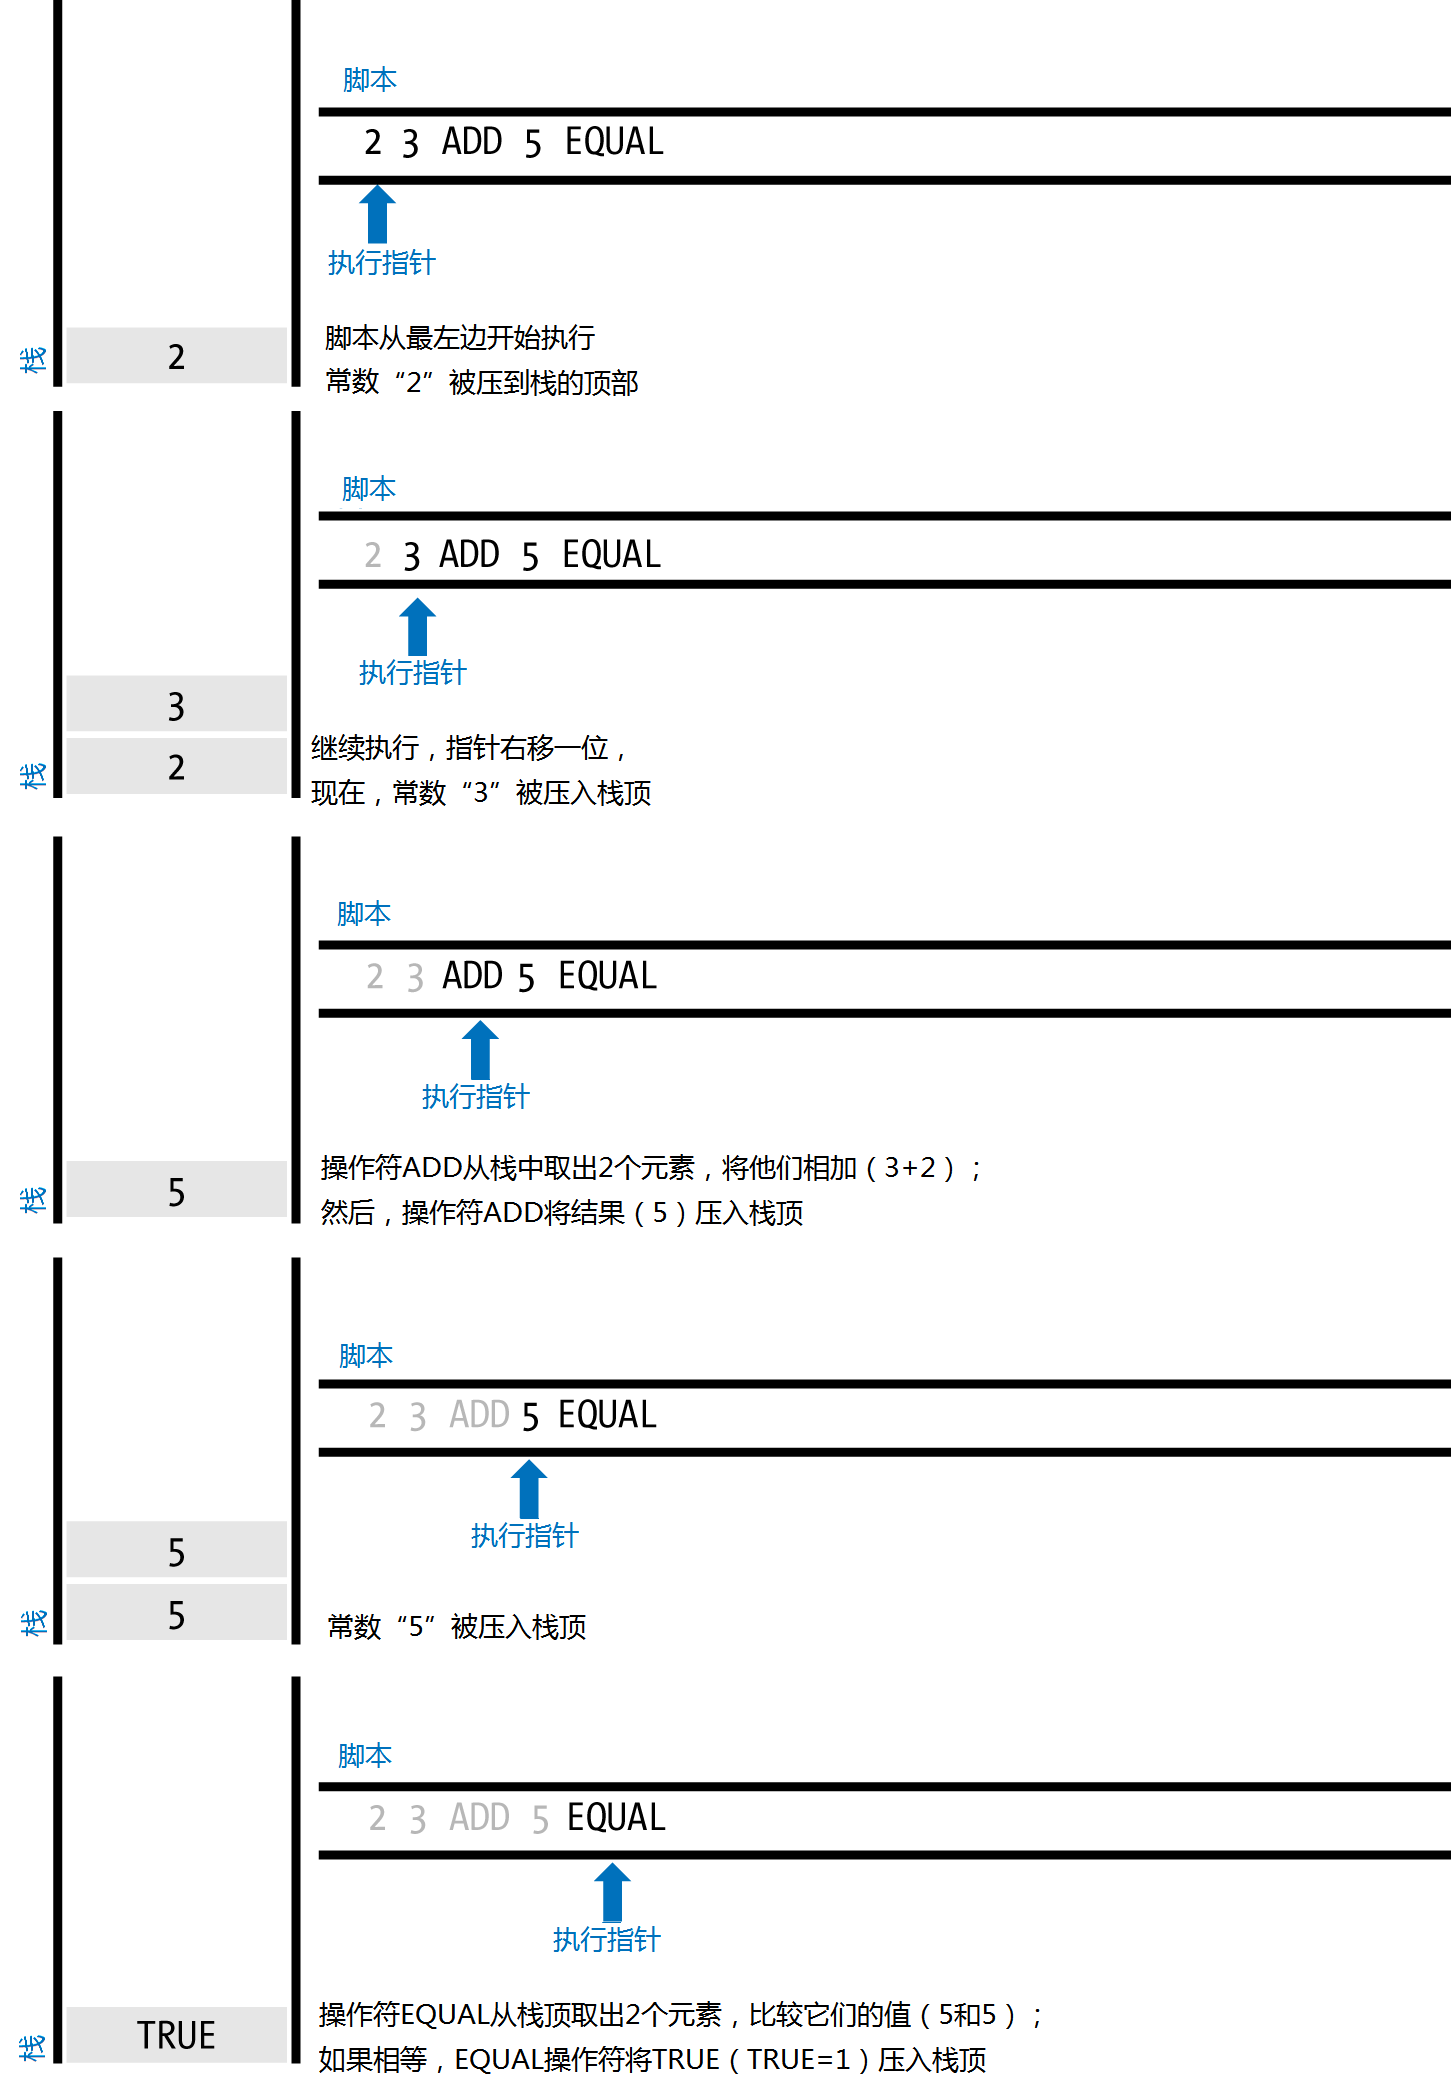 脚本
2 3 ADD 5 EQUAL
执行指针
栈
2
脚本从最左边开始执行
常数“2”被压到栈的顶部
脚本
2 3 ADD 5 EQUAL
执行指针
3
栈
2
继续执行，指针右移一位，
现在，常数“3”被压入栈顶
脚本
2 3 ADD 5 EQUAL
执行指针
栈
5
操作符ADD从栈中取出2个元素，将他们相加（3+2）；
然后，操作符ADD将结果（5）压入栈顶
脚本
2 3 ADD 5 EQUAL
执行指针
5
栈
5
常数“5”被压入栈顶
脚本
2 3 ADD 5 EQUAL
执行指针
栈
TRUE
操作符EQUAL从栈顶取出2个元素，比较它们的值（5和5）；
如果相等，EQUAL操作符将TRUE（TRUE=1）压入栈顶